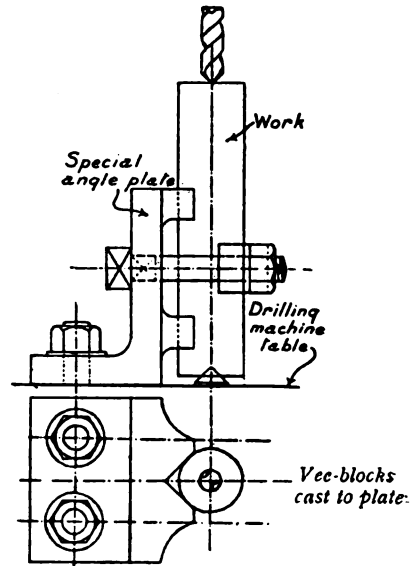 Work
Special
angle plate
Drilling
machine
table
Vee-blocks
cast to plate